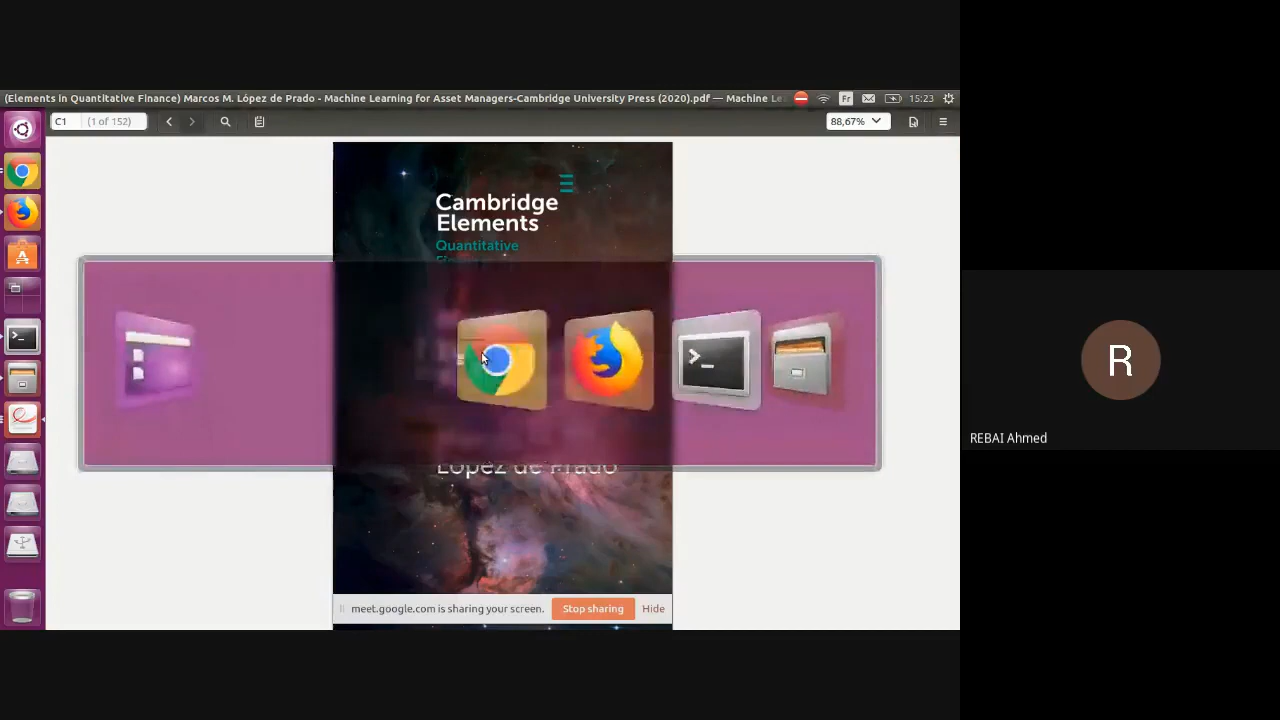 (Elements in Quantitative Finance) Marcos M. López de Prado - Machine Learning for Asset Managers-Cambridge University Press (2020).pdf — Machine Le
Fr
15:23
C1
(1 of 152)
88,67%
Cambridge
Elements
Quantitative
López de Prado
meet.google.com is sharing your screen.
Stop sharing
Hide
R
REBAI Ahmed